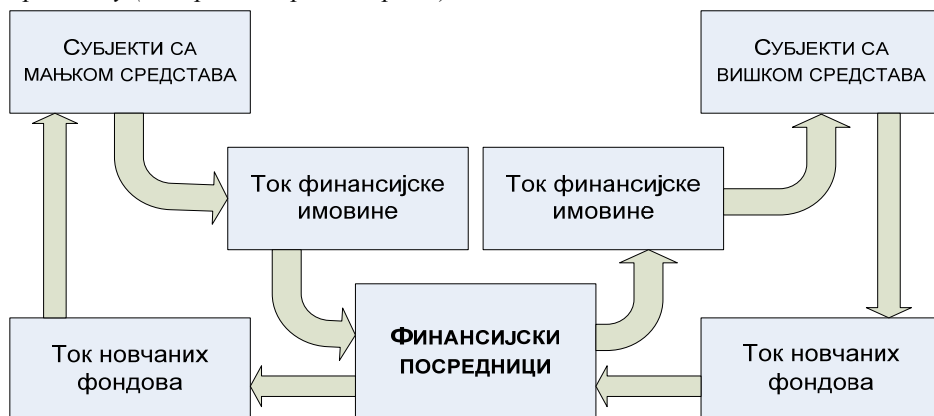 СУБЈЕКТИ СА
МАЊКОМ СРЕДСТАВА
СУБЈЕКТИ СА
ВИШКОМ СРЕДСТАВА
Ток финансијске
имовине
Ток финансијске
имовине
ФИНАНСИЈСКИ
ПОСРЕДНИЦИ
Ток новчаних
фондова
Ток новчаних
фондова